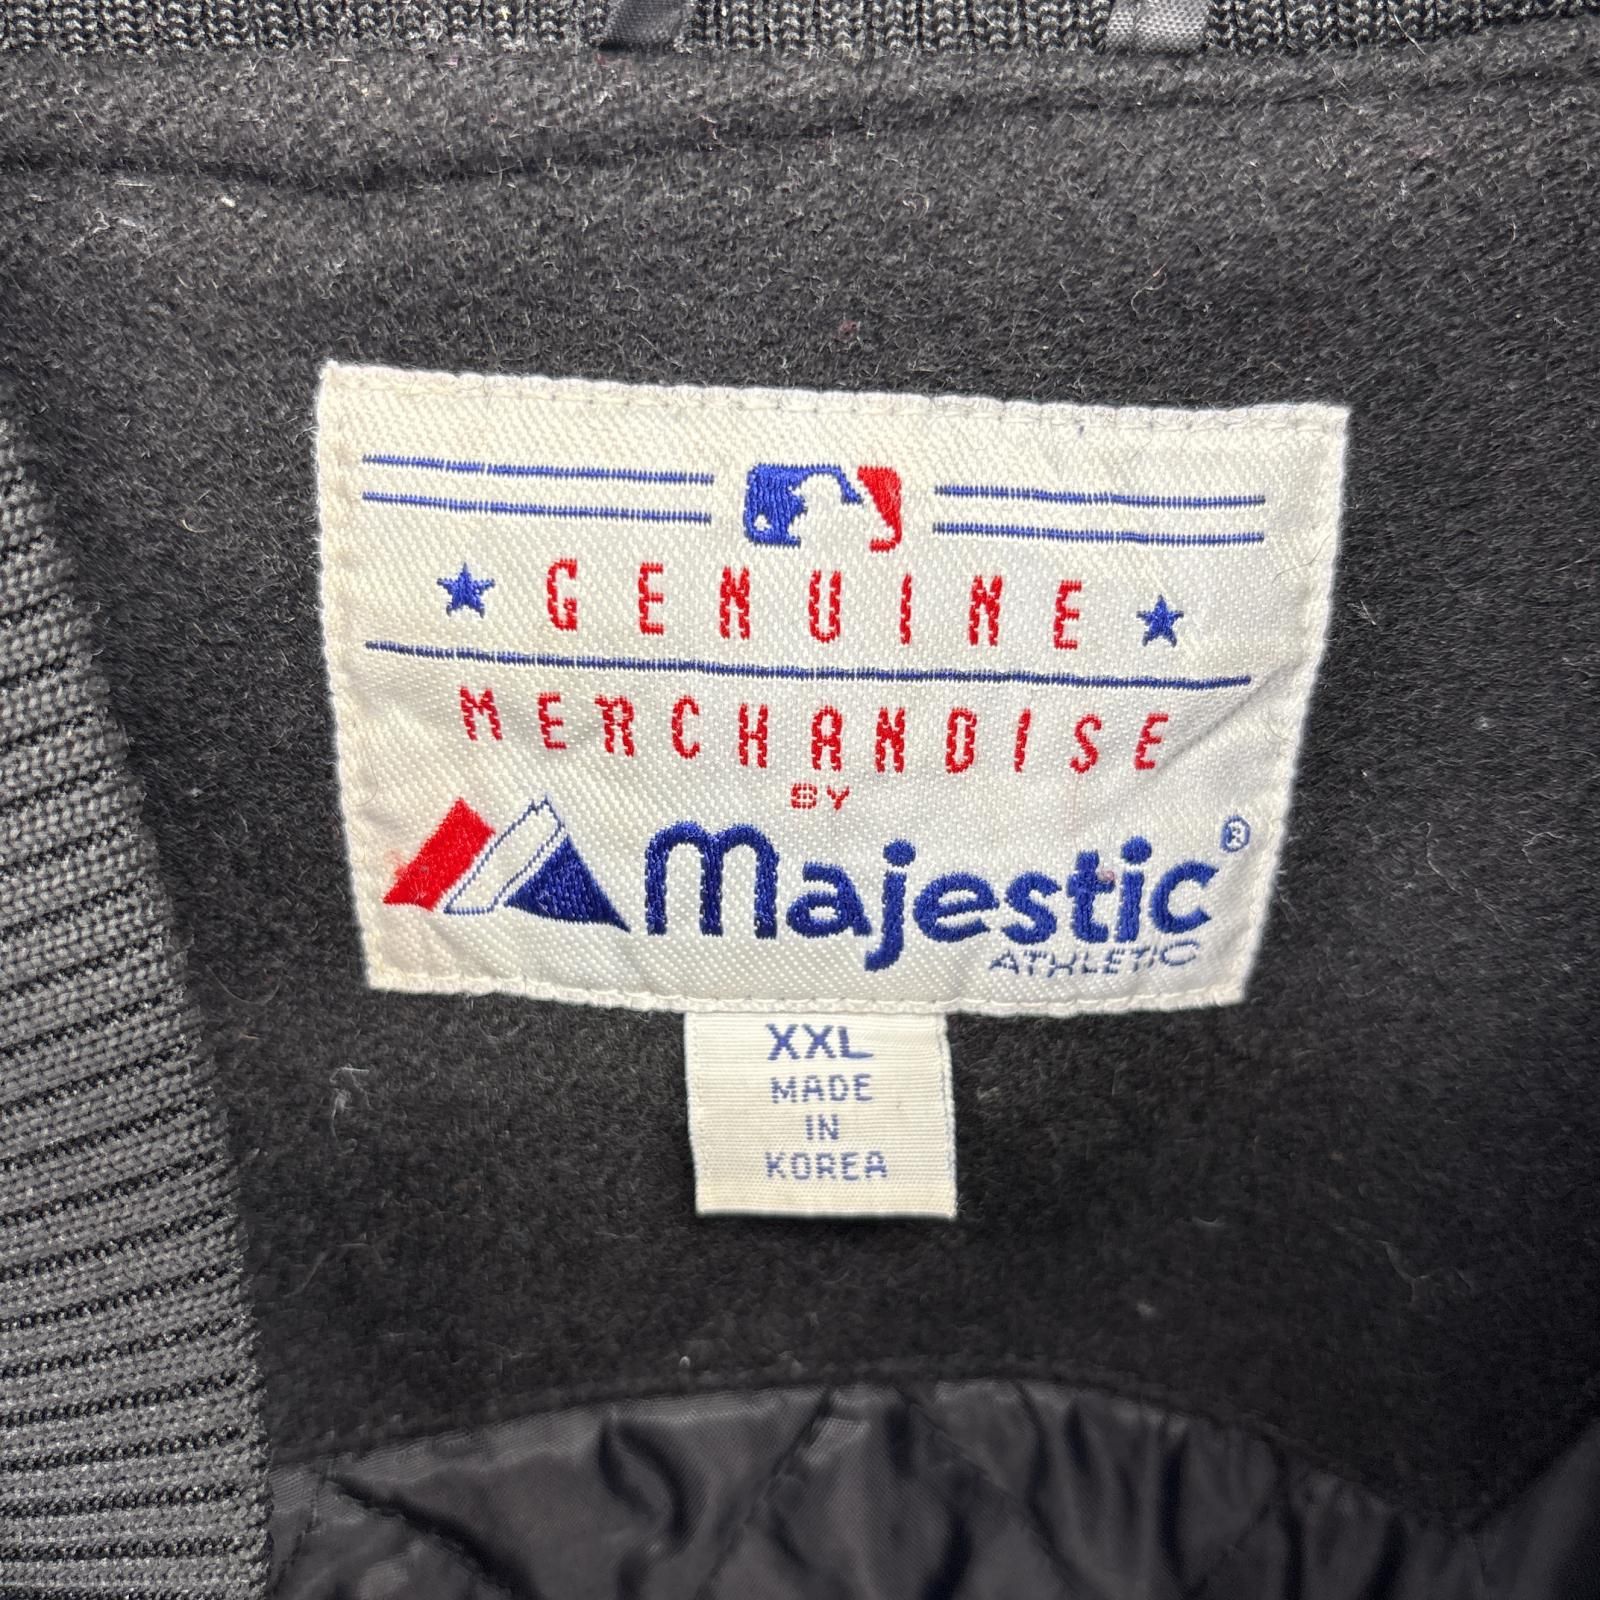 GENUINE
MERCHANDISE
BY
Majestic®
ATHLETIC
XXL
MADE
IN
KOREA